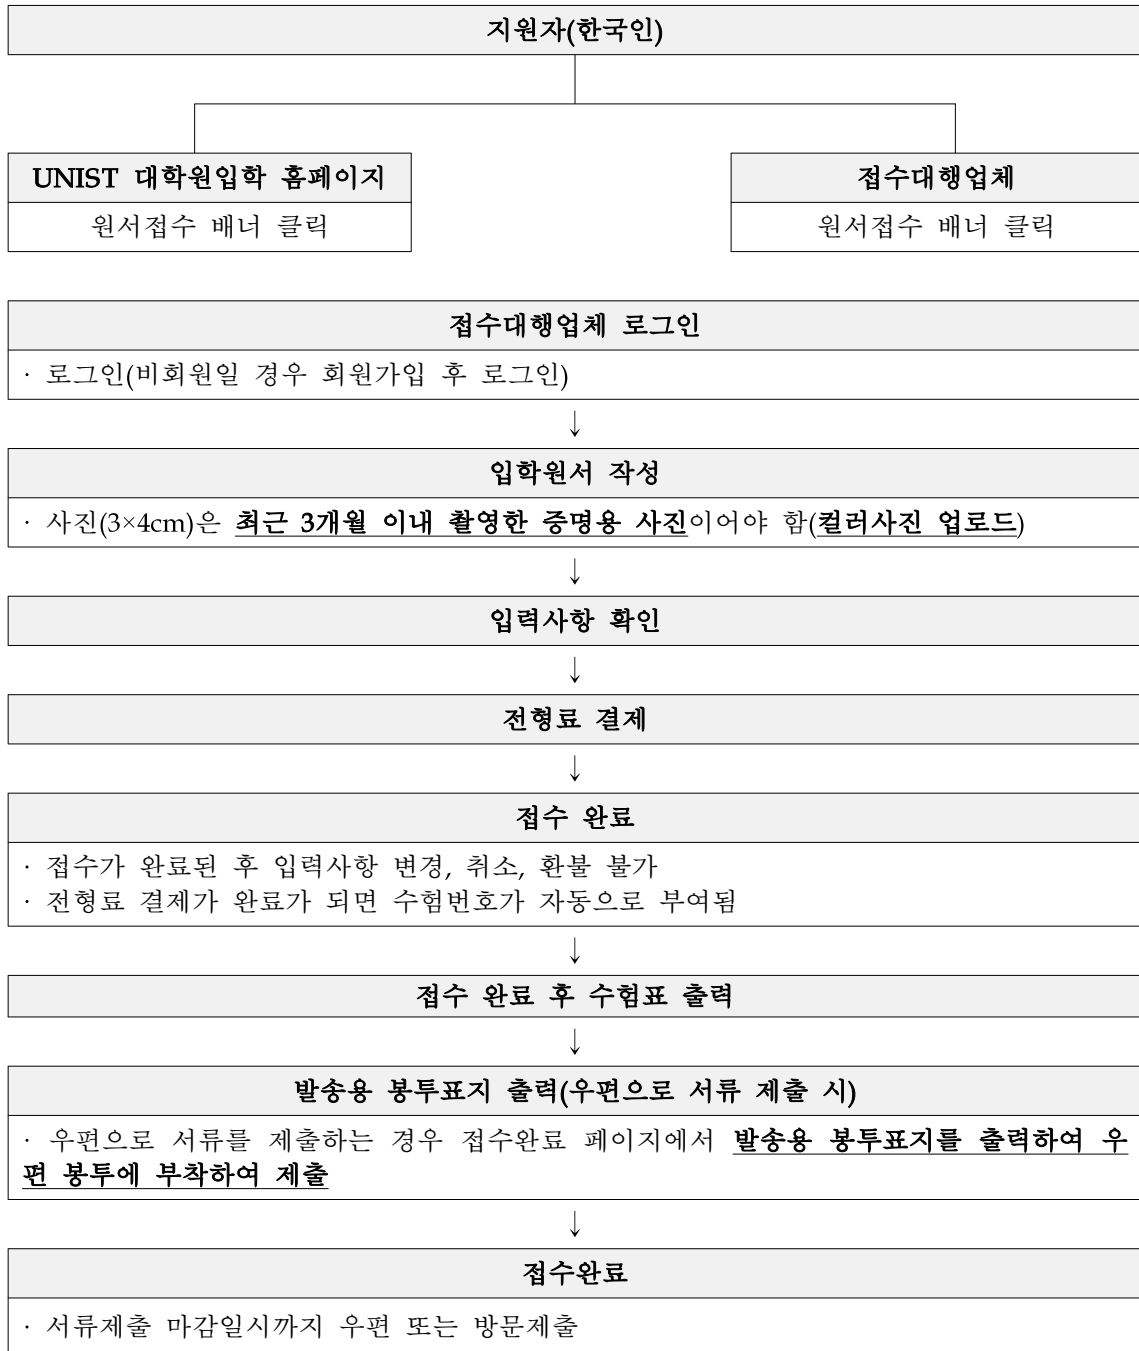 지원자(한국인)
UNIST 대학원입학 홈페이지
원서접수 배너 클릭
접수대행업체
원서접수 배너 클릭
접수대행업체 로그인
· 로그인(비회원일 경우 회원가입 후 로그인)
↓
입학원서 작성
· 사진(3×4cm)은 최근 3개월 이내 촬영한 증명용 사진이어야 함(컬러사진 업로드)
↓
입력사항 확인
↓
전형료 결제
↓
접수 완료
· 접수가 완료된 후 입력사항 변경, 취소, 환불 불가
· 전형료 결제가 완료가 되면 수험번호가 자동으로 부여됨
↓
접수 완료 후 수험표 출력
↓
발송용 봉투표지 출력(우편으로 서류 제출 시)
· 우편으로 서류를 제출하는 경우 접수완료 페이지에서 발송용 봉투표지를 출력하여 우
편 봉투에 부착하여 제출
↓
접수완료
· 서류제출 마감일시까지 우편 또는 방문제출